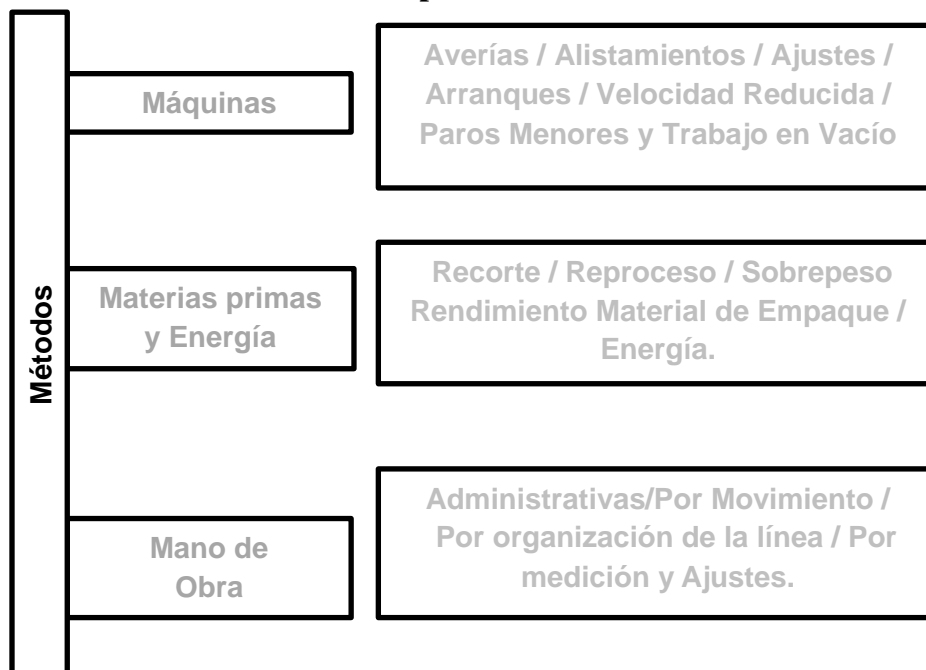 Métodos
Máquinas
Averías / Alistamientos / Ajustes /
Arranques / Velocidad Reducida /
Paros Menores y Trabajo en Vacío
Materias primas
y Energía
Recorte / Reproceso / Sobrepeso
Rendimiento Material de Empaque /
Energía.
Mano de
Obra
Administrativas/Por Movimiento /
Por organización de la línea / Por
medición y Ajustes.